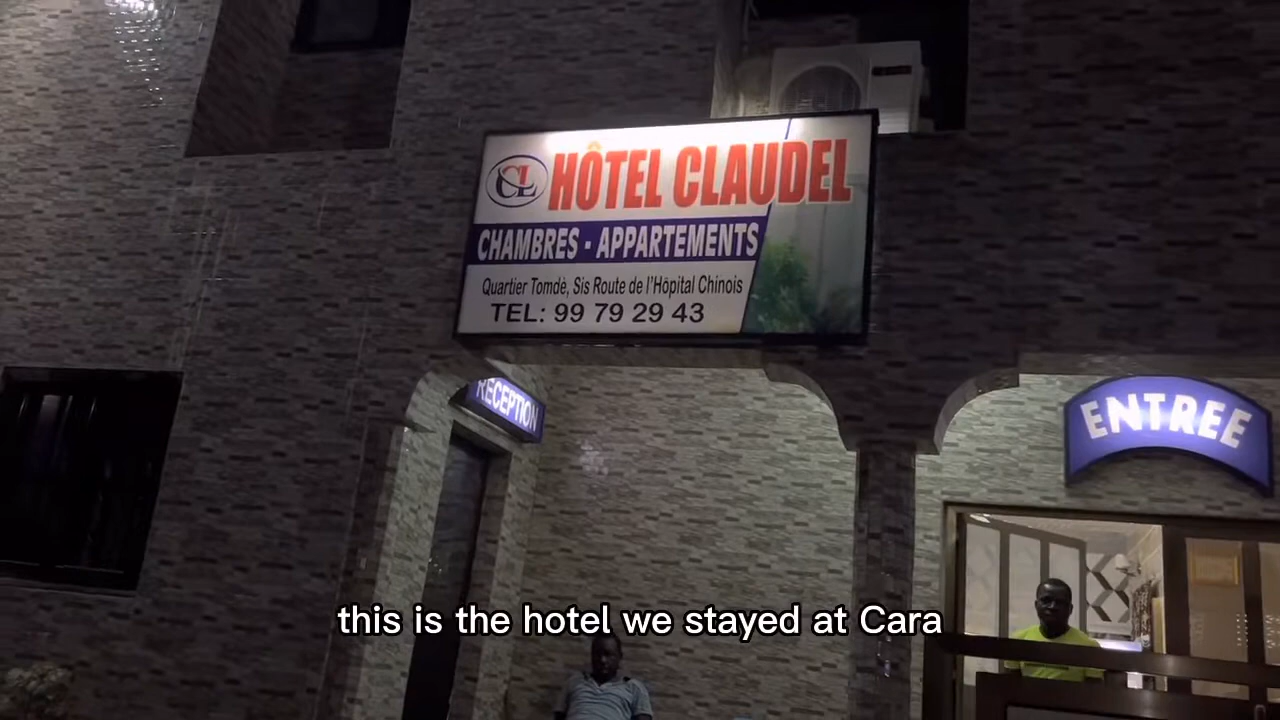 CL
HÔTEL CLAUDEL
CHAMBRES - APPARTEMENTS
Quartier Tomdè, Sis Route de l'Hôpital Chinois
TEL: 99 79 29 43
RECEPTION
ENTREE
this is the hotel we stayed at Cara